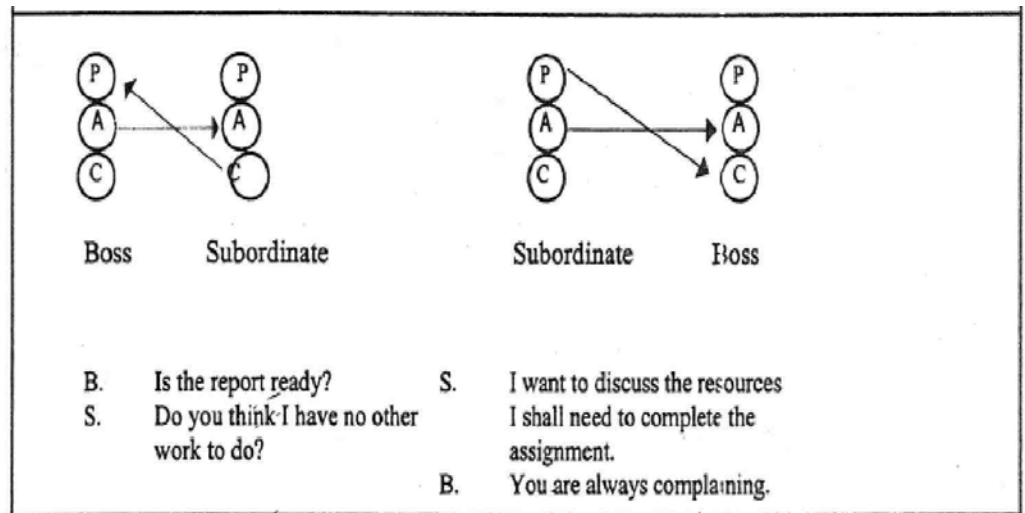 P P P P
A A A A
C C C C
Boss Subordinate Subordinate Boss
B. Is the report ready?
S. Do you think I have no other
work to do?
S. I want to discuss the resources
I shall need to complete the
assignment.
B. You are always complaining.